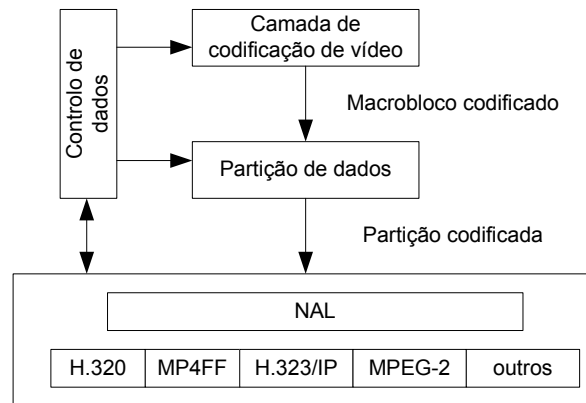 Camada de
codificação de vídeo
Controlo de
dados
Macrobloco codificado
Partição de dados
Partição codificada
NAL
H.320
MP4FF
H.323/IP
MPEG-2
outros